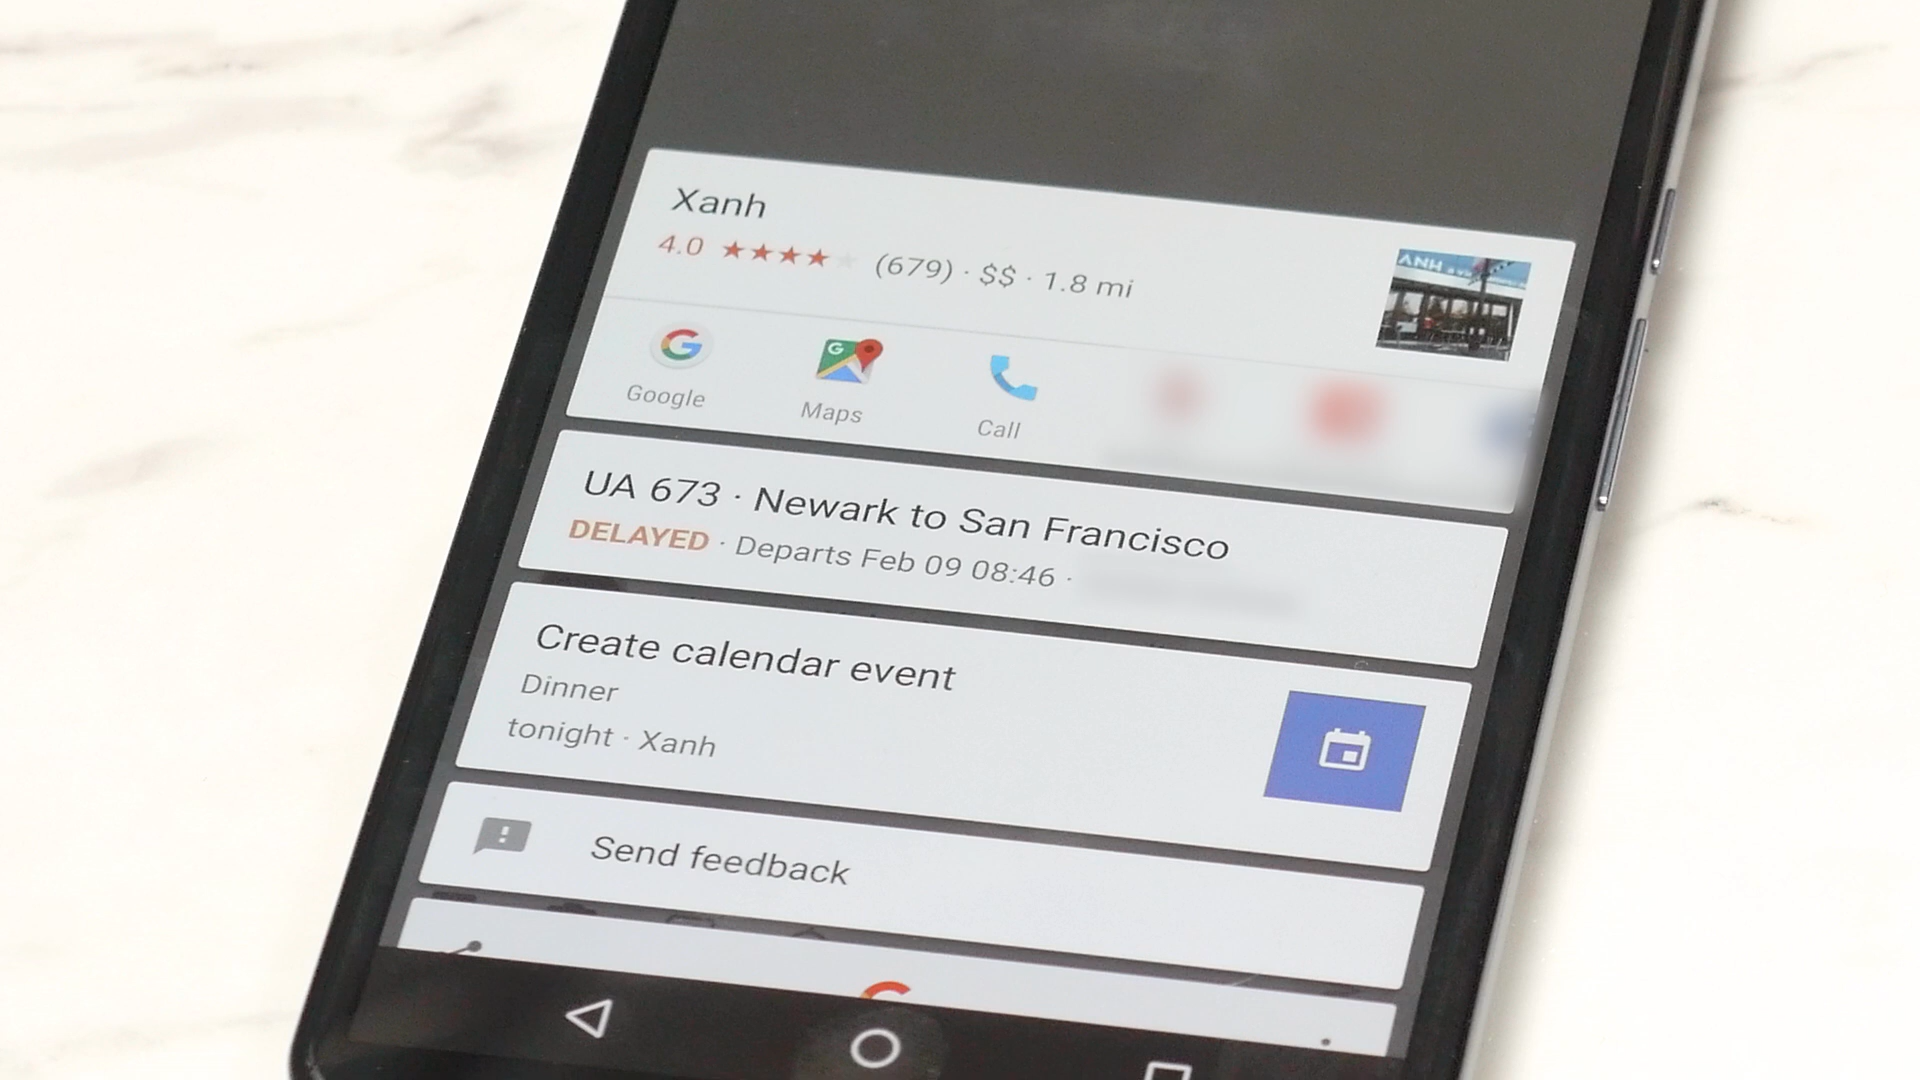 Xanh
4.0 ★★★★★ (679) · $$ · 1.8 mi
ANH
Google
Maps
Call
UA 673 · Newark to San Francisco
DELAYED · Departs Feb 09 08:46 ·
Create calendar event
Dinner
tonight · Xanh
Send feedback